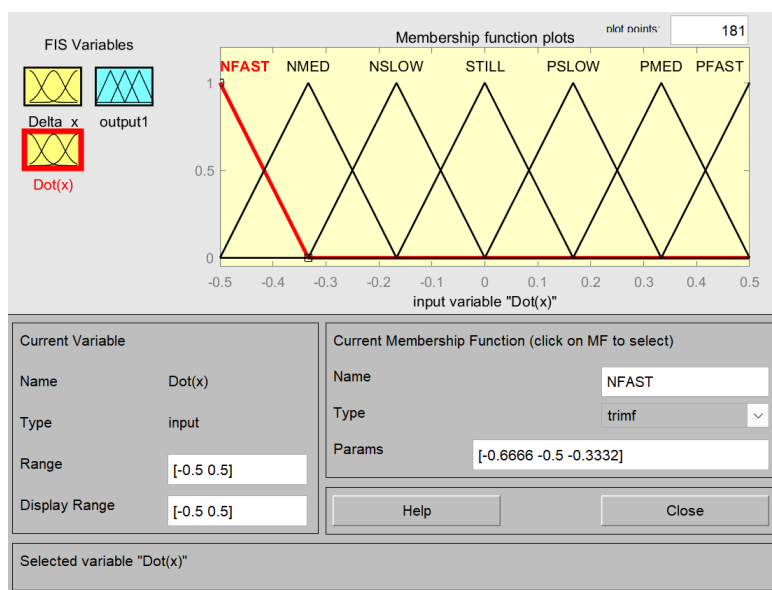 FIS Variables
Membership function plots
plot points:
181
NFAST NMED NSLOW STILL PSLOW PMED PFAST
1
Delta_x output1
0.5
Dot(x)
0
-0.5 -0.4 -0.3 -0.2 -0.1 0 0.1 0.2 0.3 0.4 0.5
input variable "Dot(x)"
Current Variable
Name Dot(x)
Type input
Range [-0.5 0.5]
Display Range [-0.5 0.5]
Current Membership Function (click on MF to select)
Name NFAST
Type trimf
Params [-0.6666 -0.5 -0.3332]
Help Close
Selected variable "Dot(x)"